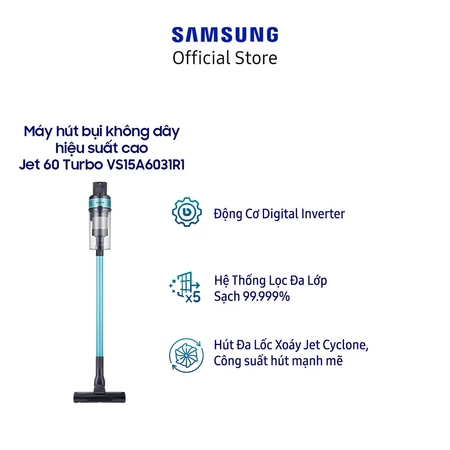 SAMSUNG
Official Store
Máy hút bụi không dây
hiệu suất cao
Jet 60 Turbo VS15A6031R1
Động Cơ Digital Inverter
x5
Hệ Thống Lọc Đa Lớp
Sạch 99.999%
Hút Đa Lốc Xoáy Jet Cyclone,
Công suất hút mạnh mẽ